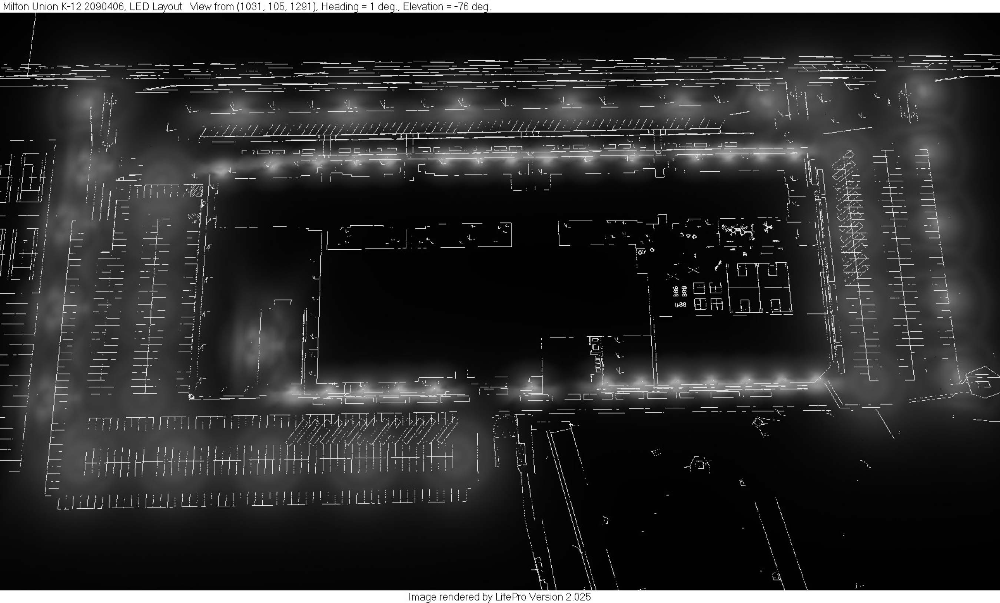 Milton Union K-12 2090406, LED Layout   View from (1031, 105, 1291), Heading = 1 deg., Elevation = -76 deg.
Image rendered by LitePro Version 2.025